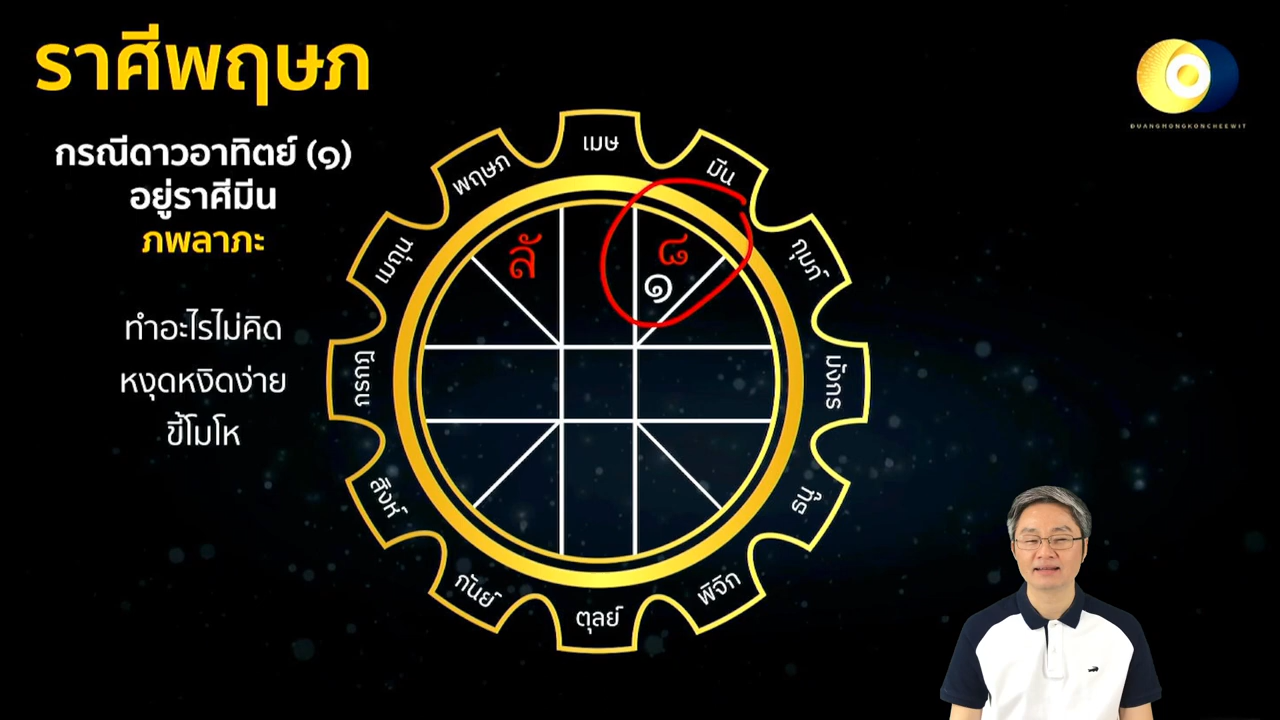 ราศีพฤษภ
กรณีดาวอาทิตย์ (๑)
อยู่ราศีมีน
ภพลาภะ
ทำอะไรไม่คิด
หงุดหงิดง่าย
ขี้โมโห
เมษ
พฤษภ
เมถุน
กรกฎ
สิงห์
กันย์
ตุลย์
พิจิก
ธนู
มังกร
กุมภ์
มีน
ลั
๘
๑
DUANGHONGKONCHEEWIT